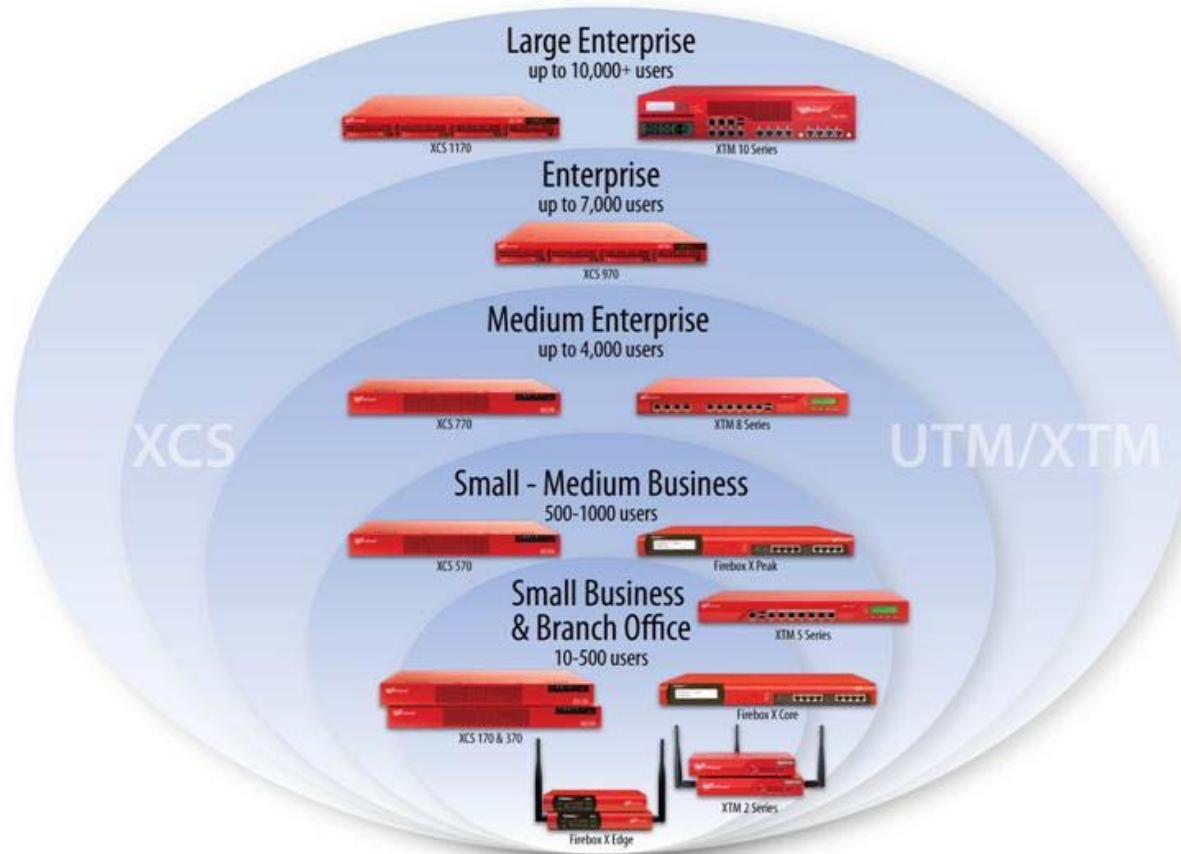 Large Enterprise
up to 10,000+ users
XCS 1170
XTM 10 Series
Enterprise
up to 7,000 users
XCS 970
Medium Enterprise
up to 4,000 users
XCS 770
XTM 8 Series
XCS
UTM/XTM
Small - Medium Business
500-1000 users
XCS 570
Firebox X Peak
Small Business
& Branch Office
10-500 users
XTM 5 Series
XCS 170 & 370
Firebox X Core
XTM 2 Series
Firebox X Edge